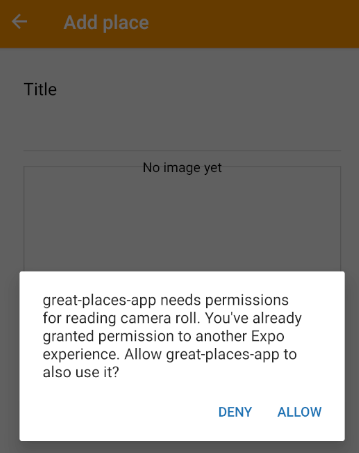 Add place
Title
No image yet
great-places-app needs permissions
for reading camera roll. You've already
granted permission to another Expo
experience. Allow great-places-app to
also use it?
DENY ALLOW